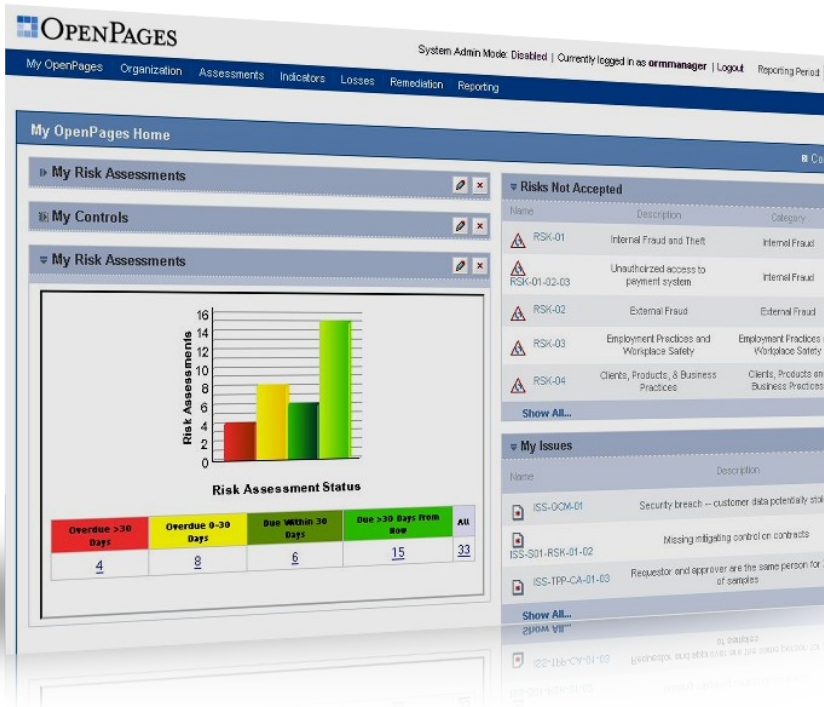 OPENPAGES
System Admin Mode: Disabled | Currently logged in as ormmanager | Logout Reporting Period
My OpenPages Organization Assessments Indicators Losses Remediation Reporting
My OpenPages Home
My Risk Assessments
My Controls
My Risk Assessments
Risk Assessments
16
14
12
10
8
6
4
2
0
Risk Assessment Status
Overdue >30 Days
Overdue 0-30 Days
Due Within 30 Days
Due >30 Days from Now
All
4 8 6 15 33
Risks Not Accepted
Name Description Category
RSK-01 Internal Fraud and Theft Internal Fraud
RSK-01-02-03 Unauthoirzed access to payment system Internal Fraud
RSK-02 External Fraud External Fraud
RSK-03 Employment Practices and Workplace Safety Employment Practices Workplace Safety
RSK-04 Clients, Products, & Business Practices Clients, Products an Business Practices
Show All...
My Issues
Name Description
ISS-GCM-01 Security breach -- customer data potentially stol
ISS-S01-RSK-01-02 Missing mitigating control on contracts
ISS-TPP-CA-01-03 Requestor and approver are the same person for of samples
Show All...